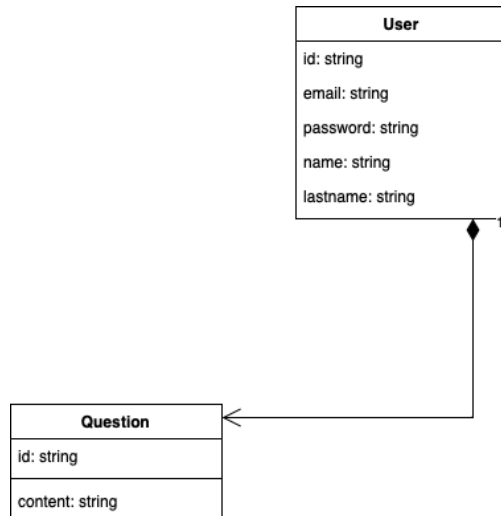 User
id: string
email: string
password: string
name: string
lastname: string
1
Question
id: string
content: string